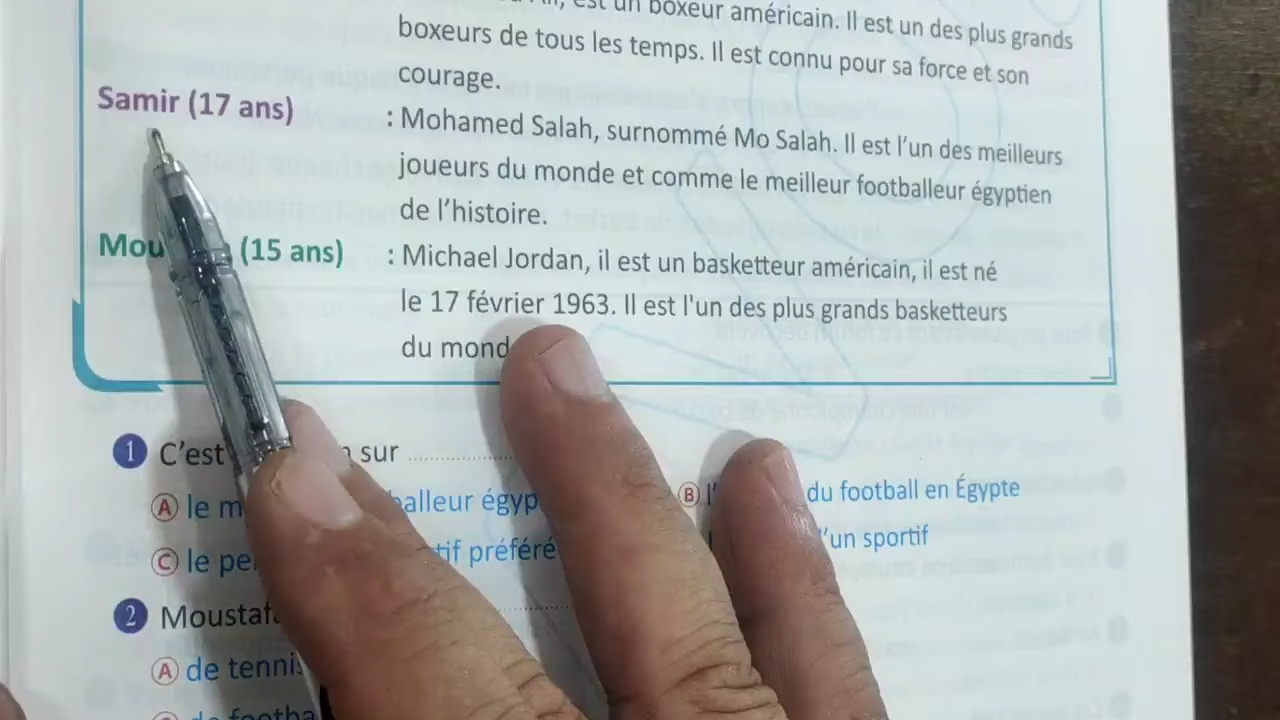 est un boxeur américain. Il est un des plus grands
boxeurs de tous les temps. Il est connu pour sa force et son
courage.
Samir (17 ans) : Mohamed Salah, surnommé Mo Salah. Il est l'un des meilleurs
joueurs du monde et comme le meilleur footballeur égyptien
de l'histoire.
Mou (15 ans) : Michael Jordan, il est un basketteur américain, il est né
le 17 février 1963. Il est l'un des plus grands basketteurs
du mond
1 C'est sur ....................
A le m balleur égyp B l' du football en Égypte
C le pe tif préféré l'un sportif
2 Moustaf
A de tennis